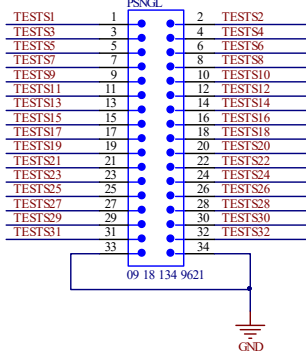 PSNGL
TESTS1 1 2 TESTS2
TESTS3 3 4 TESTS4
TESTS5 5 6 TESTS6
TESTS7 7 8 TESTS8
TESTS9 9 10 TESTS10
TESTS11 11 12 TESTS12
TESTS13 13 14 TESTS14
TESTS15 15 16 TESTS16
TESTS17 17 18 TESTS18
TESTS19 19 20 TESTS20
TESTS21 21 22 TESTS22
TESTS23 23 24 TESTS24
TESTS25 25 26 TESTS26
TESTS27 27 28 TESTS28
TESTS29 29 30 TESTS30
TESTS31 31 32 TESTS32
33 34
09 18 134 9621
GND